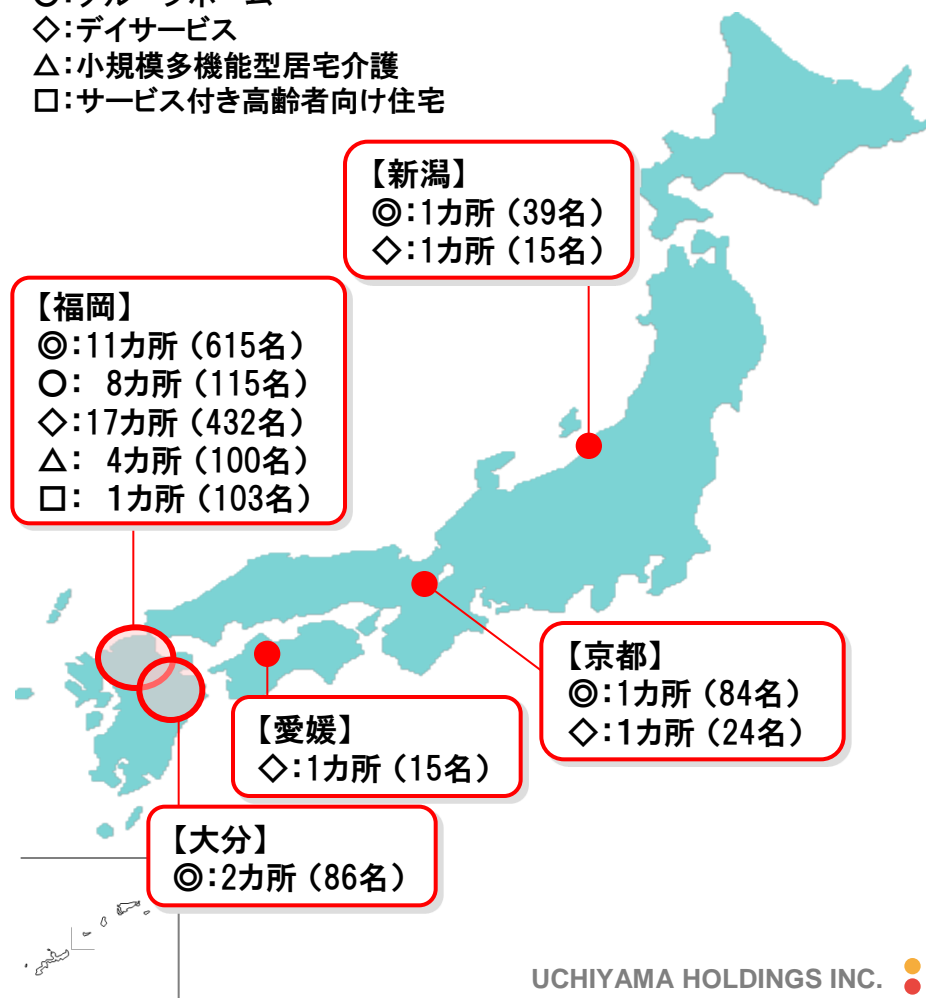 ◇：デイサービス
△：小規模多機能型居宅介護
□：サービス付き高齢者向け住宅
【新潟】
◎：1カ所（39名）
◇：1カ所（15名）
【福岡】
◎：11カ所（615名）
○： 8カ所（115名）
◇：17カ所（432名）
△： 4カ所（100名）
□： 1カ所（103名）
【京都】
◎：1カ所（84名）
◇：1カ所（24名）
【愛媛】
◇：1カ所（15名）
【大分】
◎：2カ所（86名）
UCHIYAMA HOLDINGS INC.